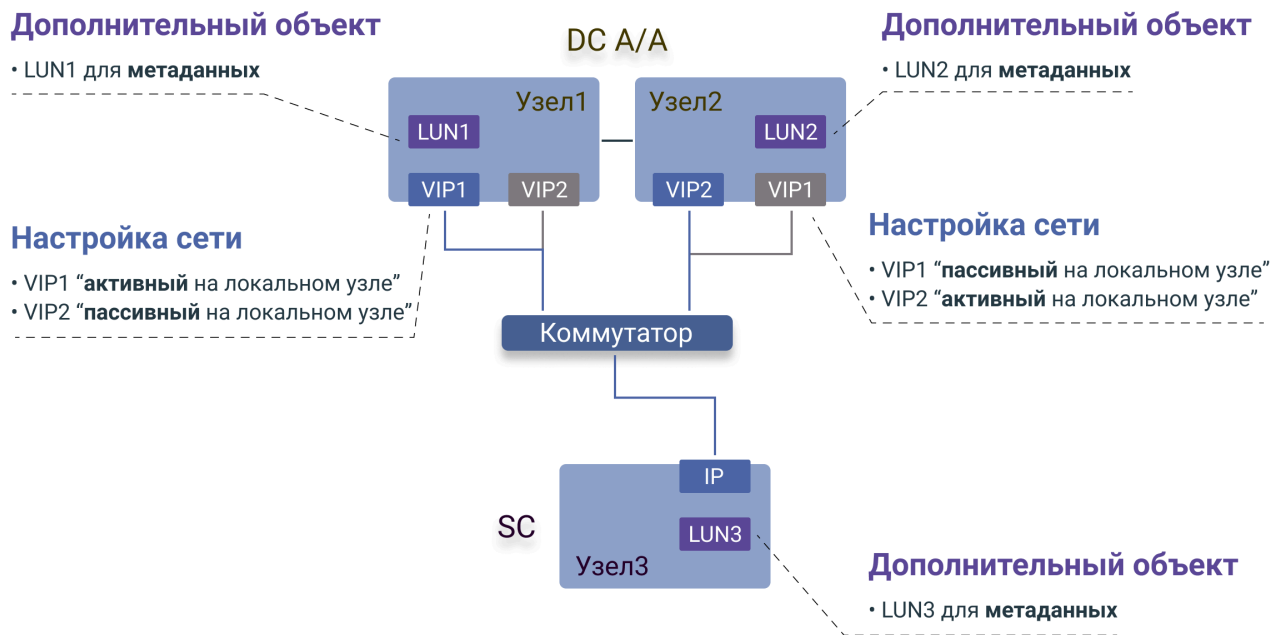 Дополнительный объект
• LUN1 для метаданных
DC A/A
Дополнительный объект
• LUN2 для метаданных
Узел1
LUN1
VIP1
VIP2
Узел2
LUN2
VIP2
VIP1
Настройка сети
• VIP1 “активный на локальном узле”
• VIP2 “пассивный на локальном узле”
Настройка сети
• VIP1 “пассивный на локальном узле”
• VIP2 “активный на локальном узле”
Коммутатор
IP
SC
LUN3
Узел3
Дополнительный объект
• LUN3 для метаданных